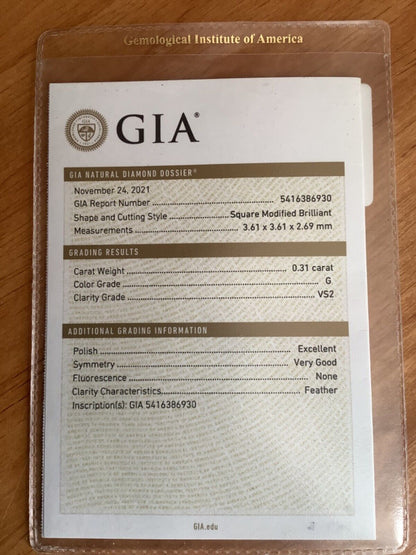 Gemological Institute of America
GIA®
GIA NATURAL DIAMOND DOSSIER®
November 24, 2021
GIA Report Number 5416386930
Shape and Cutting Style Square Modified Brilliant
Measurements 3.61 x 3.61 x 2.69 mm
GRADING RESULTS
Carat Weight 0.31 carat
Color Grade G
Clarity Grade VS2
ADDITIONAL GRADING INFORMATION
Polish Excellent
Symmetry Very Good
Fluorescence None
Clarity Characteristics Feather
Inscription(s): GIA 5416386930
GIA.edu